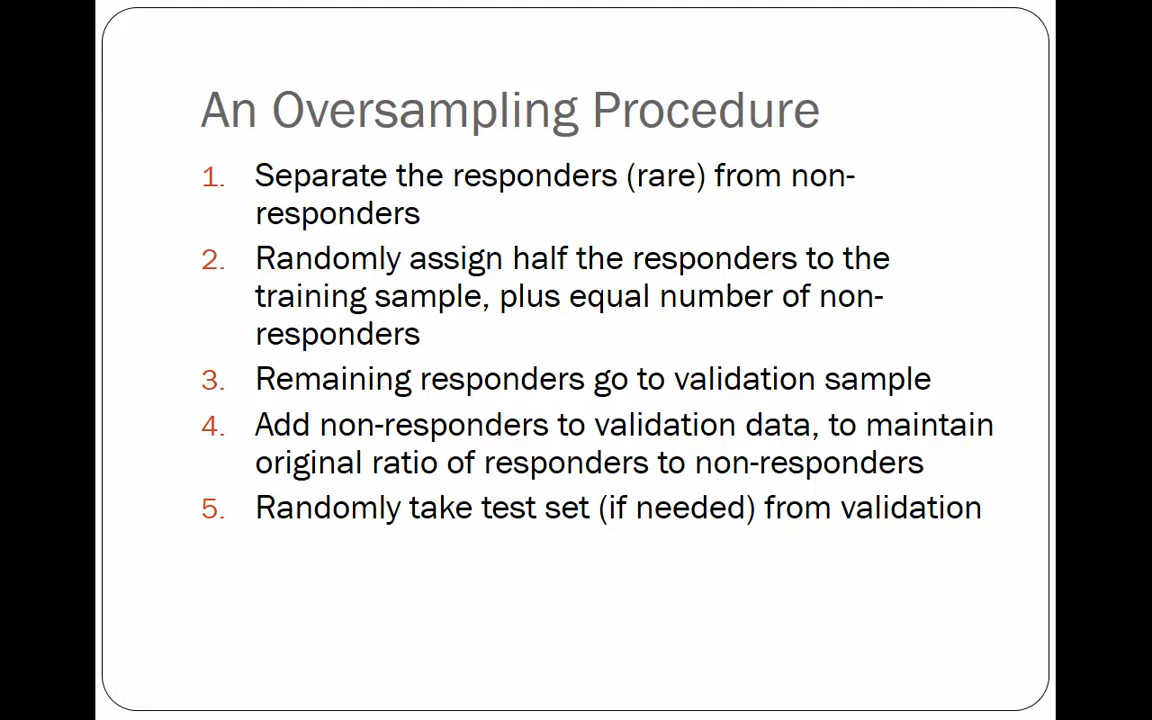 An Oversampling Procedure
1. Separate the responders (rare) from non-
responders
2. Randomly assign half the responders to the
training sample, plus equal number of non-
responders
3. Remaining responders go to validation sample
4. Add non-responders to validation data, to maintain
original ratio of responders to non-responders
5. Randomly take test set (if needed) from validation